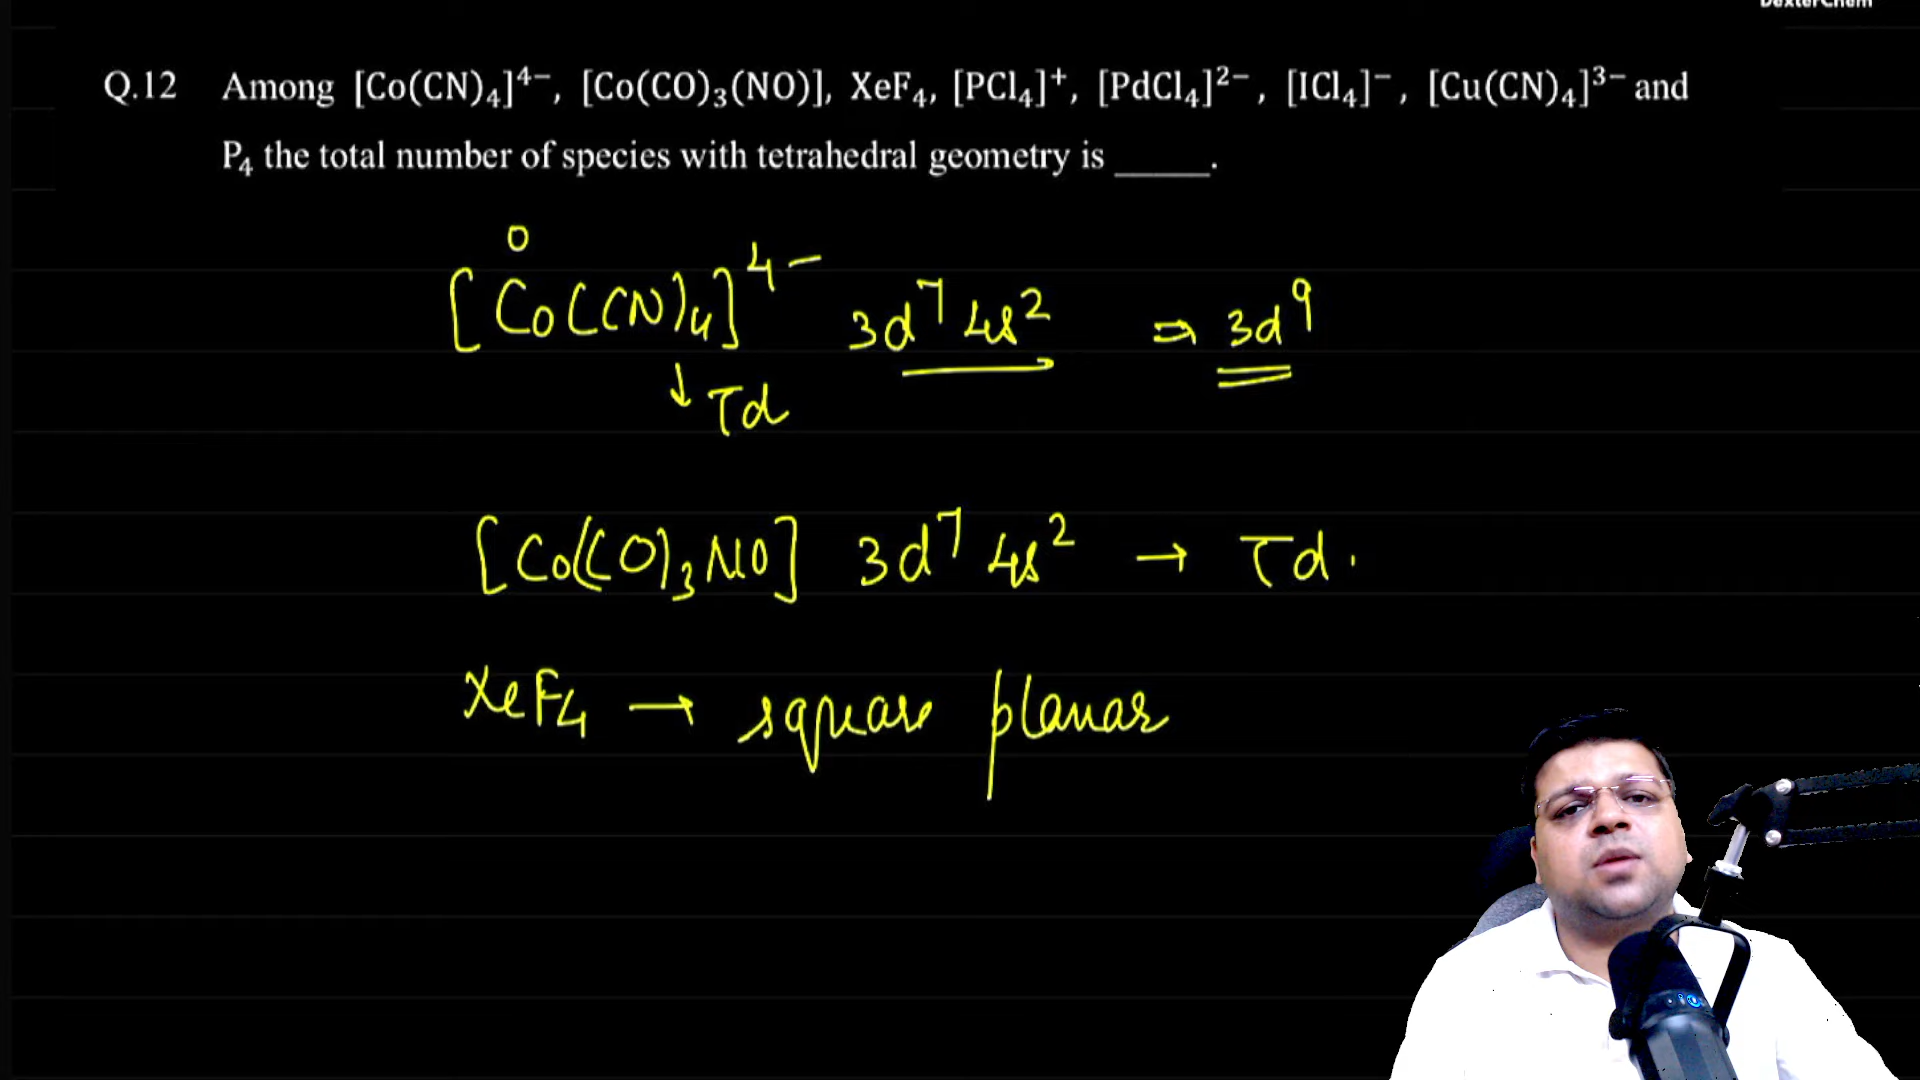 DexterChem
Q.12 Among [Co(CN)₄]⁴⁻, [Co(CO)₃(NO)], XeF₄, [PCl₄]⁺, [PdCl₄]²⁻, [ICl₄]⁻, [Cu(CN)₄]³⁻ and
P₄ the total number of species with tetrahedral geometry is _____.
0
[Co(CN)₄]⁴⁻ 3d⁷ 4s² ⇒ 3d⁹
↓ Td
[Co(CO)₃NO] 3d⁷ 4s² → Td.
XeF₄ → square planar